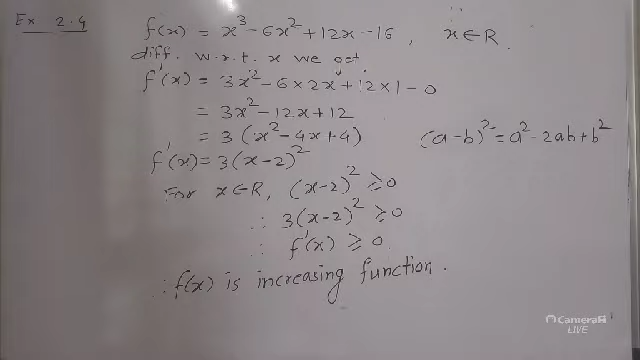 Ex 2.4
f(x) = x³ - 6x² + 12x - 16, x ∈ R.
diff. w.r.t. x we get
f'(x) = 3x² - 6×2x + 12×1 - 0
= 3x² - 12x + 12
= 3(x² - 4x + 4) (a-b)² = a² - 2ab + b²
f'(x) = 3(x-2)²
For x ∈ R, (x-2)² ≥ 0
∴ 3(x-2)² ≥ 0
∴ f'(x) ≥ 0
∴ f(x) is increasing function.
CameraFi
LIVE